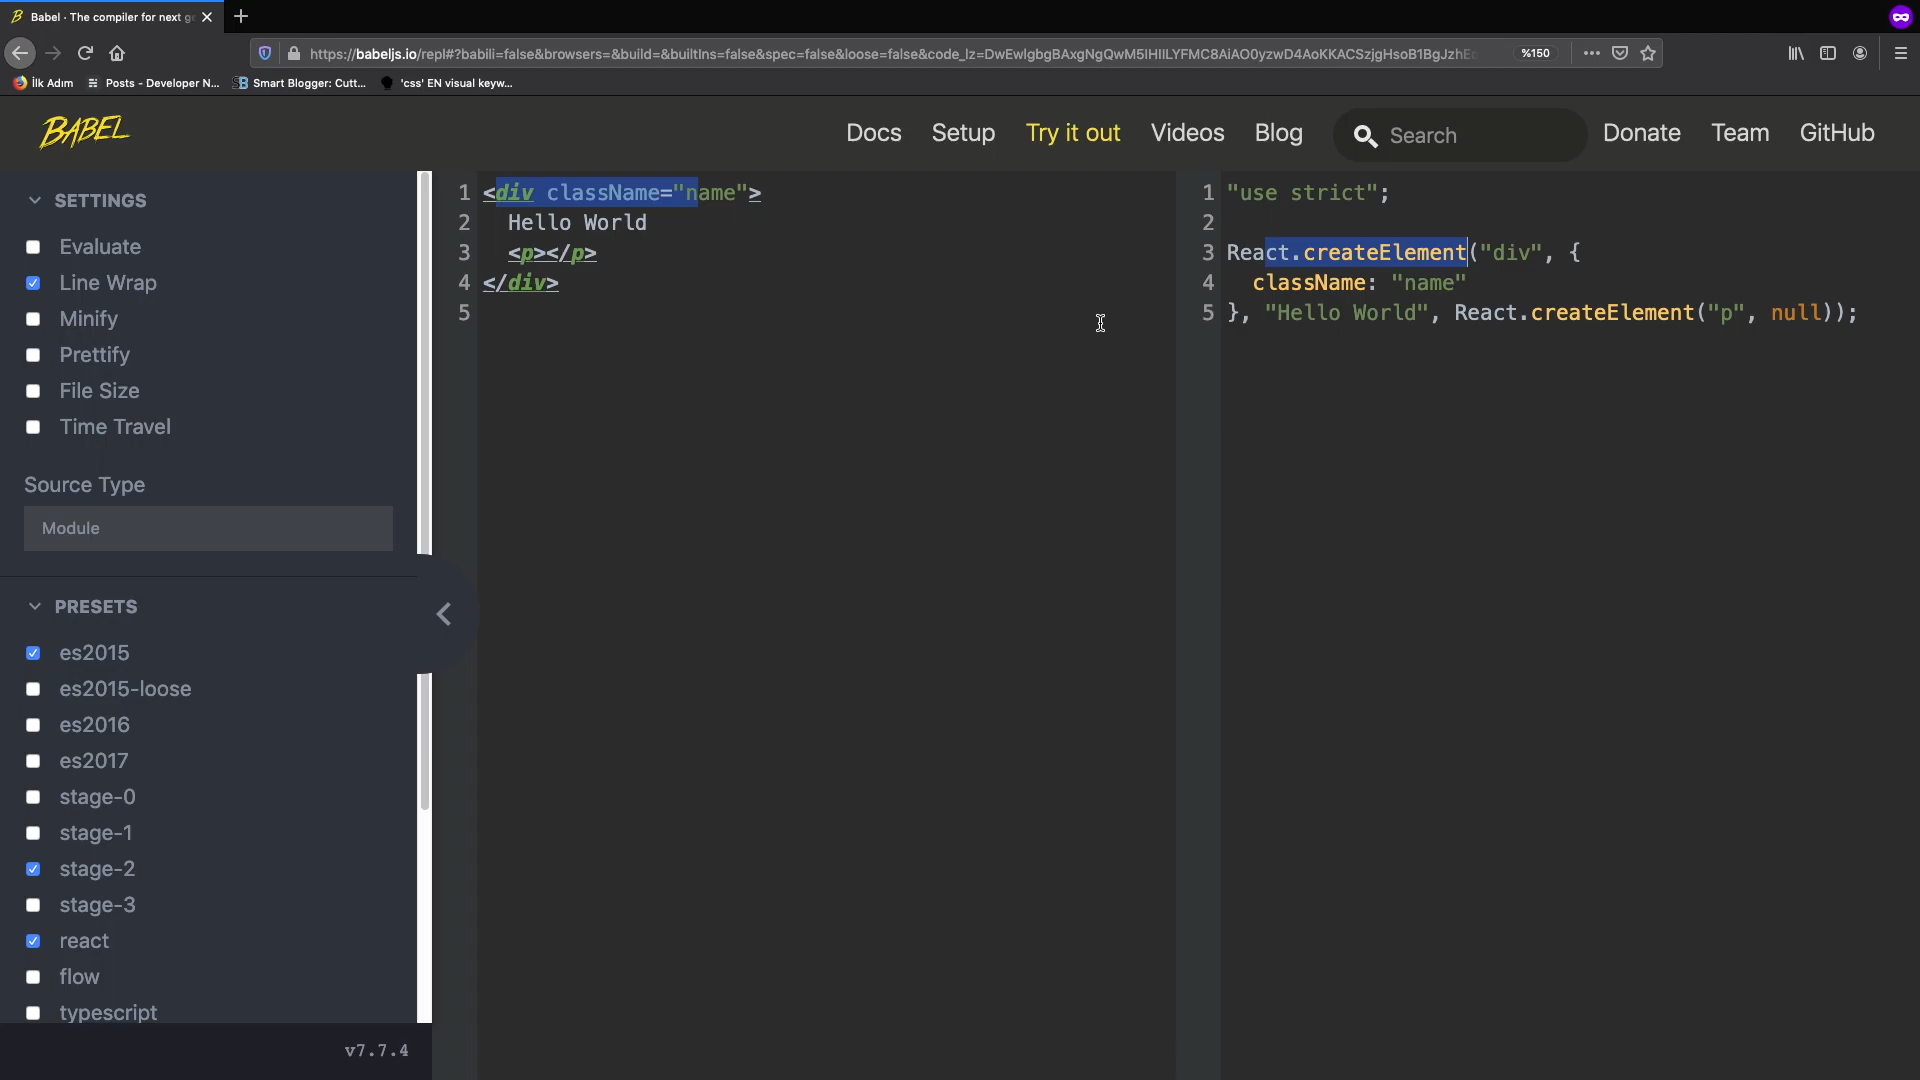 Babel · The compiler for next ge
https://babeljs.io/repl#?babili=false&browsers=&build=&builtIns=false&spec=false&loose=false&code_lz=DwEwlgbgBAxgNgQwM5IHIILYFMC8AiAO0yzwD4AoKKACSzjgHsoB1BgJzhE
%150
İlk Adım
Posts - Developer N...
Smart Blogger: Cutt...
'css' EN visual keyw...
BABEL
Docs
Setup
Try it out
Videos
Blog
Search
Donate
Team
GitHub
SETTINGS
Evaluate
Line Wrap
Minify
Prettify
File Size
Time Travel
Source Type
Module
PRESETS
es2015
es2015-loose
es2016
es2017
stage-0
stage-1
stage-2
stage-3
react
flow
typescript
v7.7.4
1 <div className="name">
2 Hello World
3 <p></p>
4 </div>
5
1 "use strict";
2
3 React.createElement("div", {
4 className: "name"
5 }, "Hello World", React.createElement("p", null));